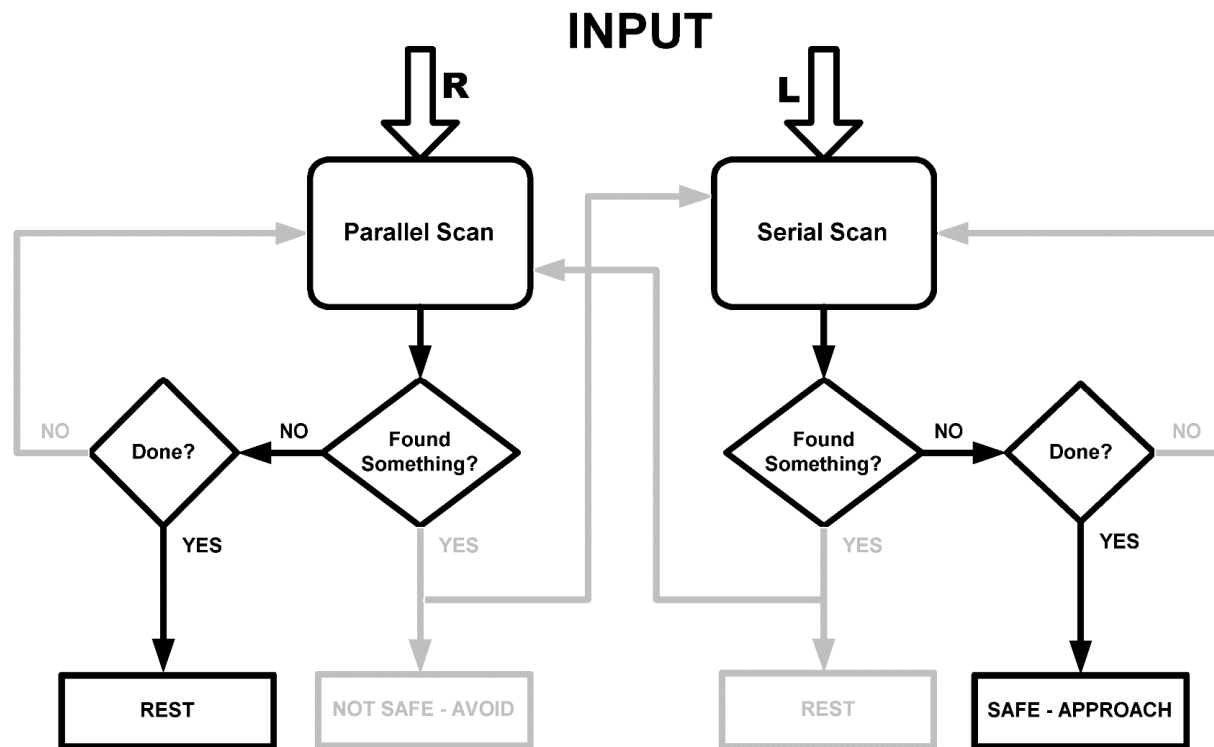 INPUT
R
L
Parallel Scan
Serial Scan
NO
Done?
NO
Found
Something?
Found
Something?
NO
Done?
NO
YES
YES
YES
YES
REST
NOT SAFE - AVOID
REST
SAFE - APPROACH